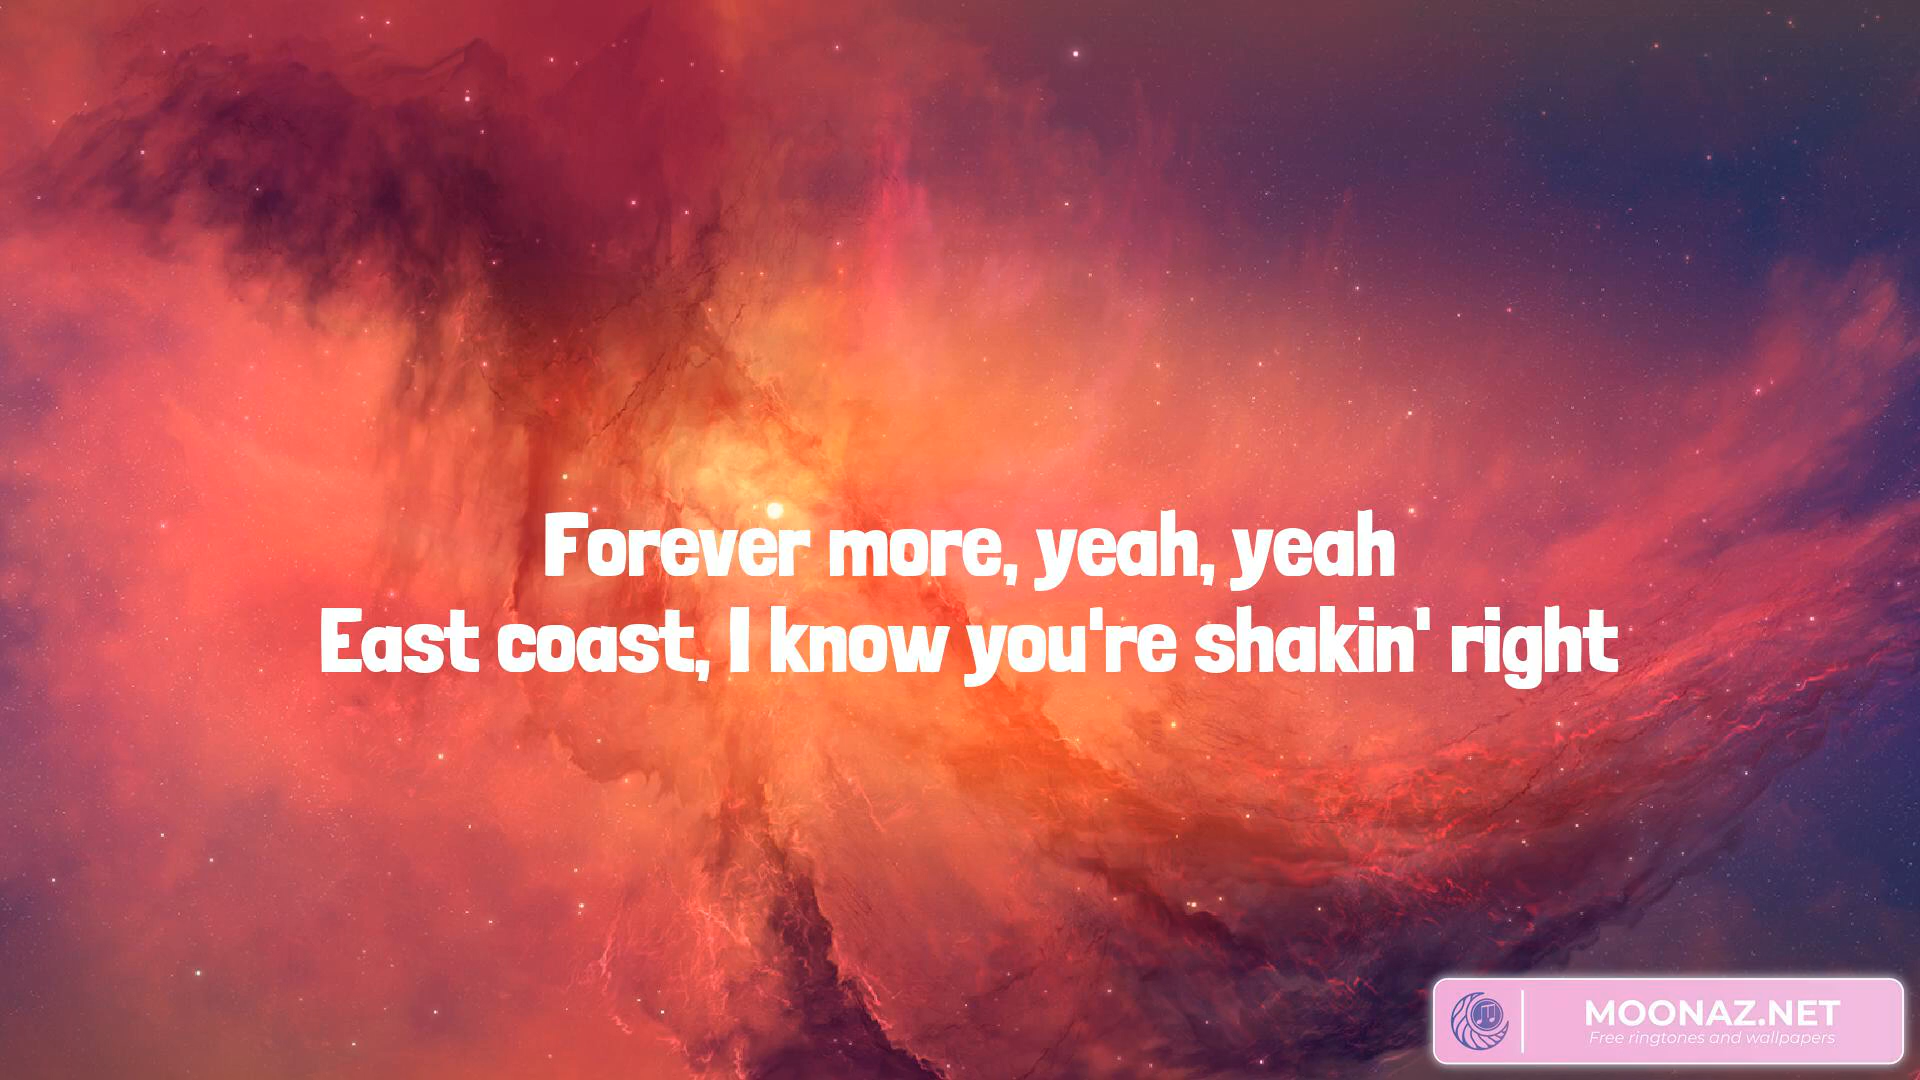 Forever more, yeah, yeah
East coast, I know you're shakin' right
MOONAZ.NET
Free ringtones and wallpapers